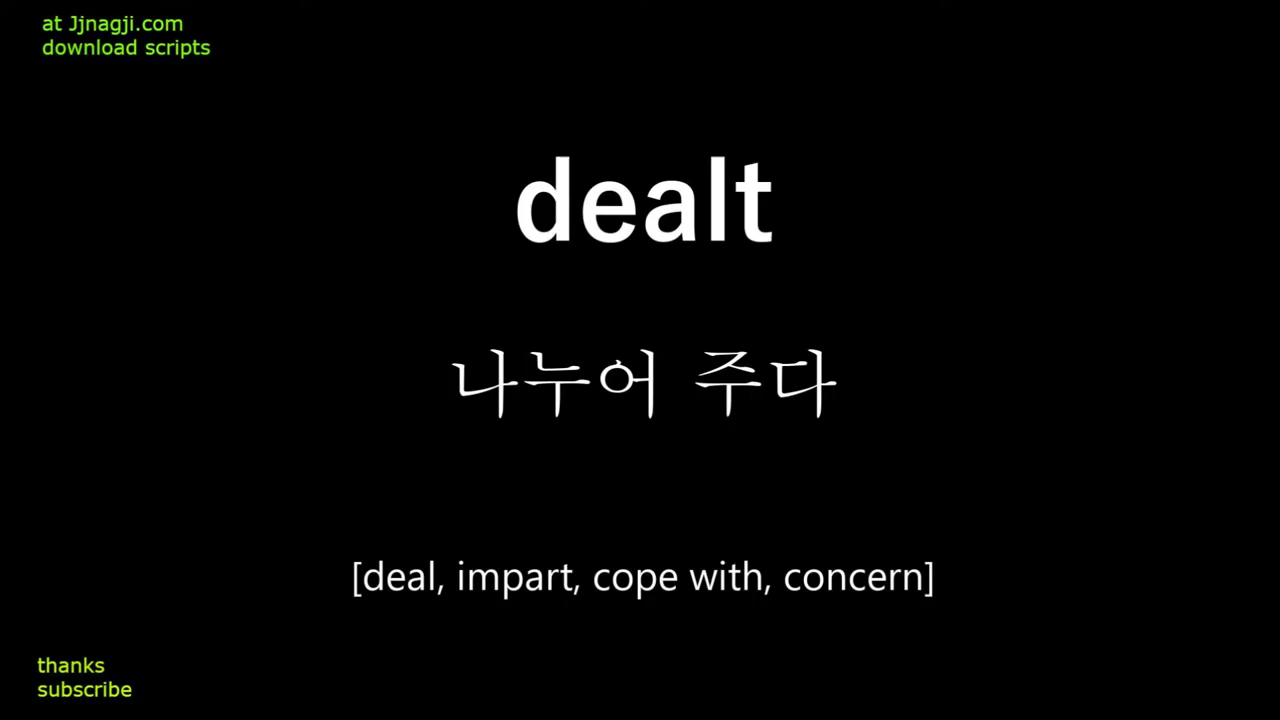 at Jjnagji.com
download scripts
dealt
나누어 주다
[deal, impart, cope with, concern]
thanks
subscribe